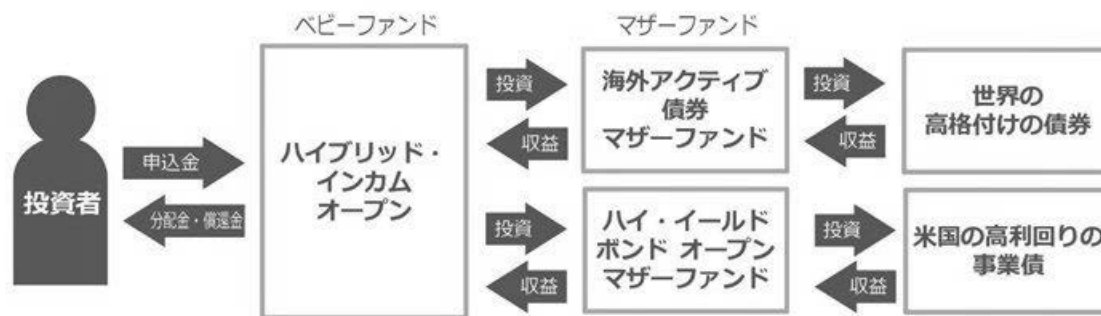 ベビーファンド
マザーファンド
投資者
申込金
分配金・償還金
ハイブリッド・
インカム
オープン
投資
収益
海外アクティブ
債券
マザーファンド
投資
収益
世界の
高格付けの債券
投資
収益
ハイ・イールド
ボンド オープン
マザーファンド
投資
収益
米国の高利回りの
事業債